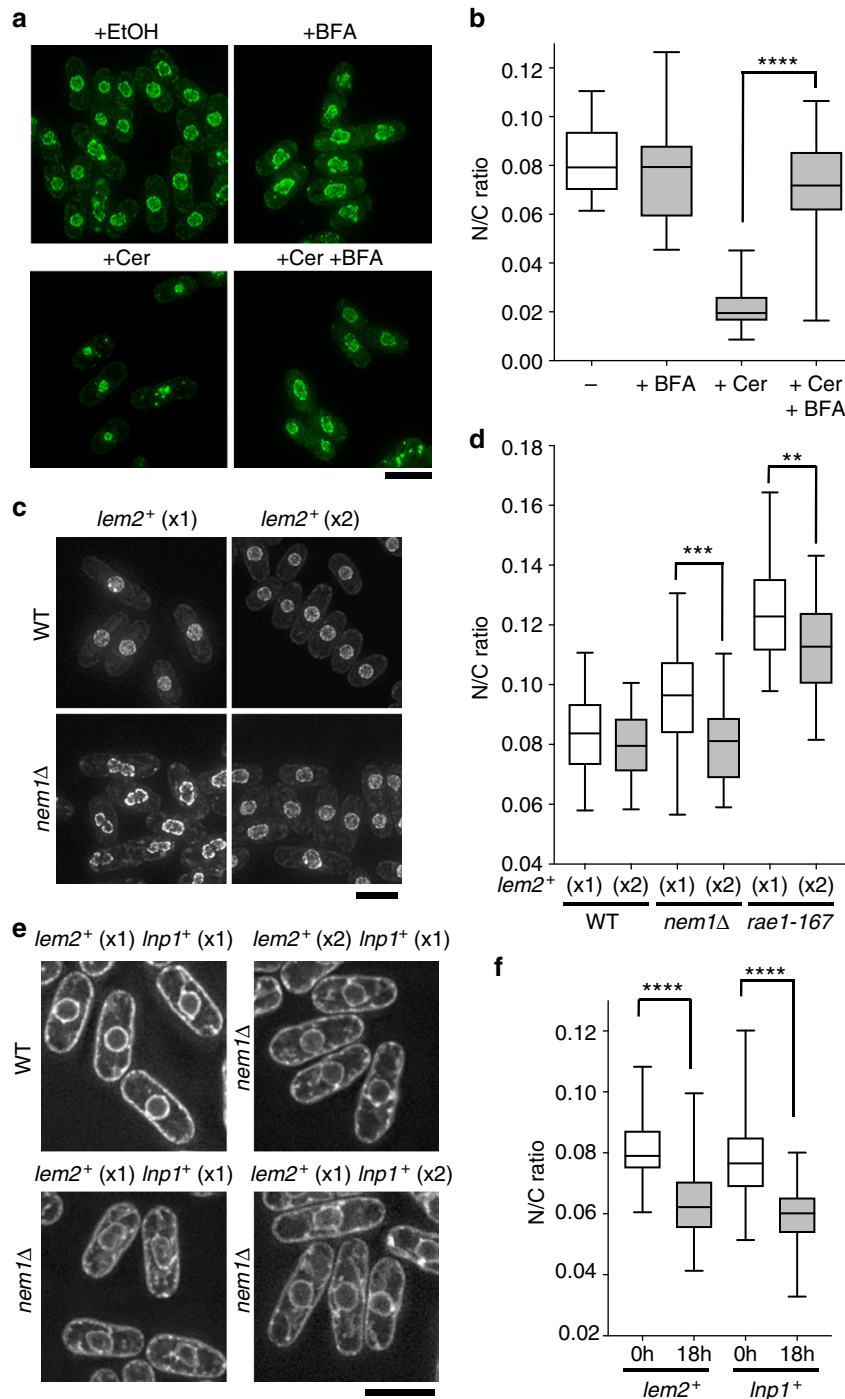 a
+EtOH +BFA
+Cer +Cer +BFA
b
N/C ratio
0.12
0.10
0.08
0.06
0.04
0.02
0.00
****
– + BFA + Cer + Cer
+ BFA
c
lem2+ (x1) lem2+ (x2)
WT
nem1Δ
d
N/C ratio
0.18
0.16
0.14
0.12
0.10
0.08
0.06
0.04
***
**
lem2+ (x1) (x2) (x1) (x2) (x1) (x2)
WT nem1Δ rae1-167
e
lem2+ (x1) lnp1+ (x1) lem2+ (x2) lnp1+ (x1)
WT
nem1Δ
lem2+ (x1) lnp1+ (x1) lem2+ (x1) lnp1+ (x2)
nem1Δ
nem1Δ
f
N/C ratio
0.12
0.10
0.08
0.06
0.04
0.02
****
****
0h 18h 0h 18h
lem2+ lnp1+